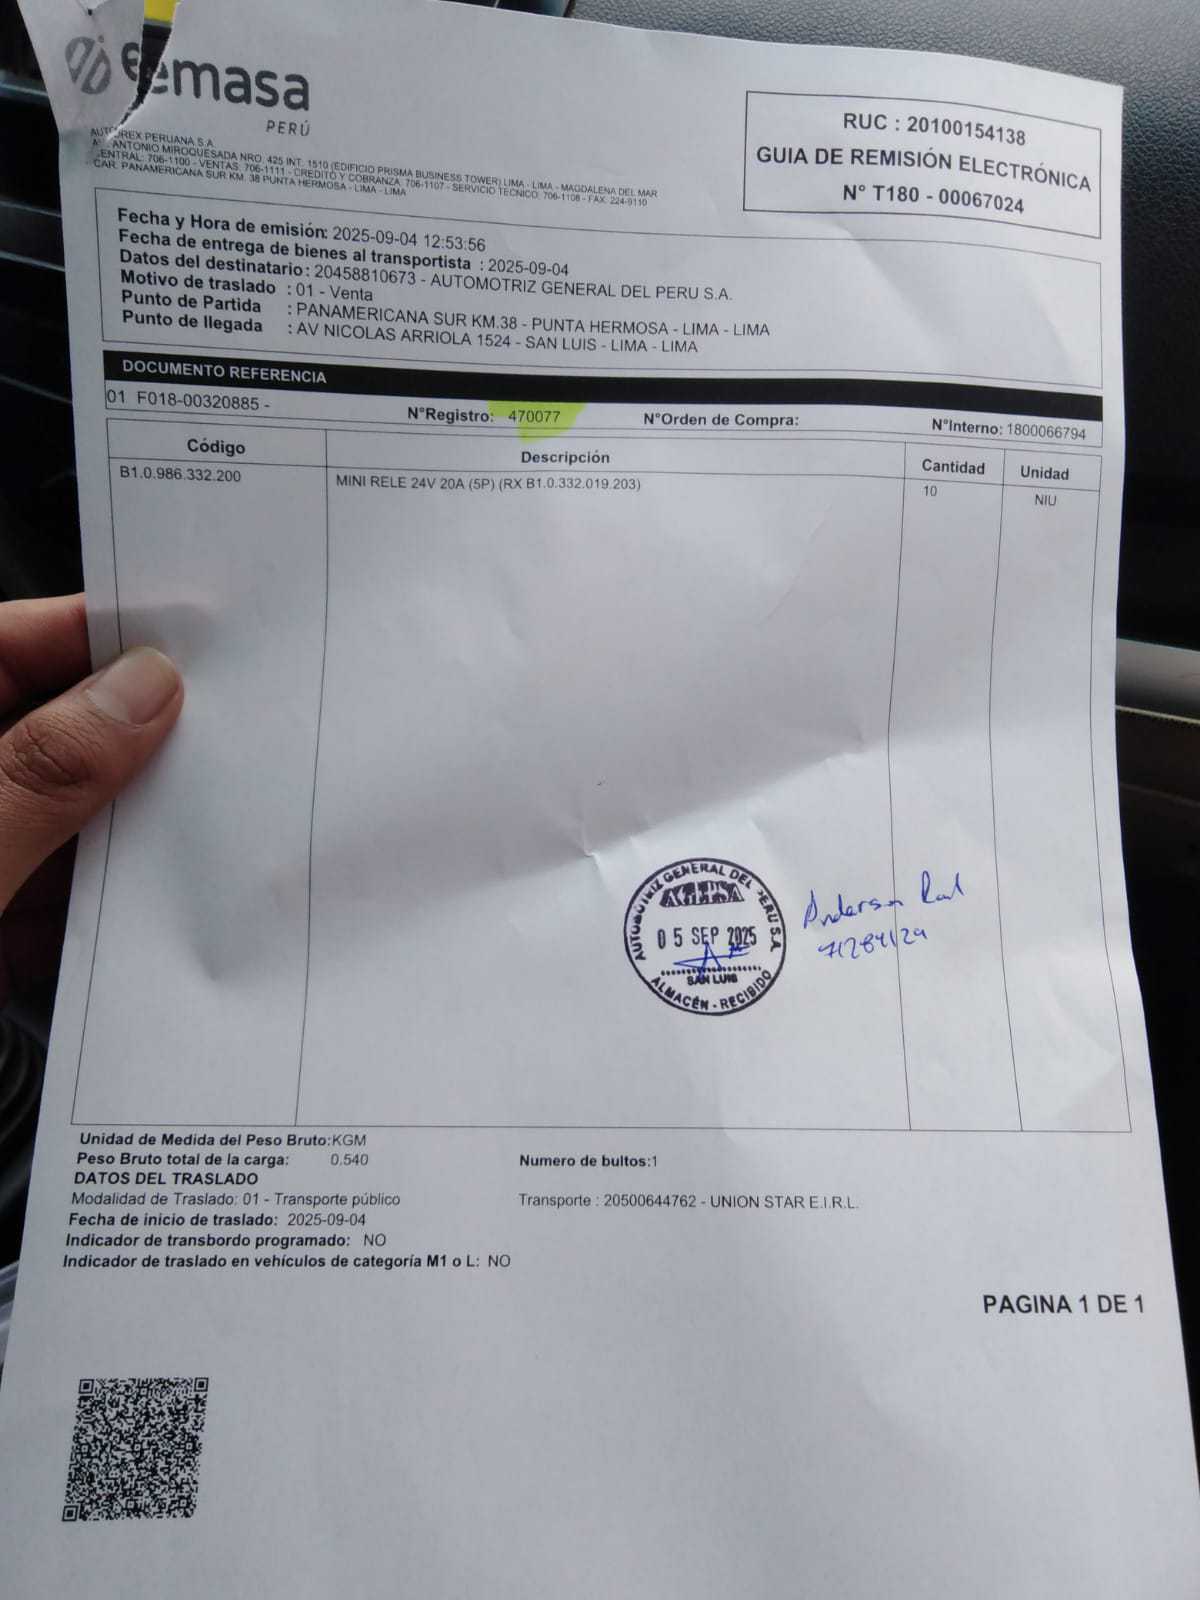 eemasa
PERÚ
RUC : 20100154138
GUIA DE REMISIÓN ELECTRÓNICA
N° T180 - 00067024
PERUANA S.A.
ANTONIO MIROQUESADA NRO. 425 INT. 1510 (EDIFICIO PRISMA BUSINESS TOWER) LIMA - LIMA - MAGDALENA DEL MAR
CENTRAL: 706-1100 - VENTAS: 706-1111 - CREDITO Y COBRANZA: 706-1107 - SERVICIO TECNICO: 706-1108 - FAX: 224-9110
CAR. PANAMERICANA SUR KM. 38 PUNTA HERMOSA - LIMA - LIMA
Fecha y Hora de emisión: 2025-09-04 12:53:56
Fecha de entrega de bienes al transportista : 2025-09-04
Datos del destinatario : 20458810673 - AUTOMOTRIZ GENERAL DEL PERU S.A.
Motivo de traslado : 01 - Venta
Punto de Partida : PANAMERICANA SUR KM.38 - PUNTA HERMOSA - LIMA - LIMA
Punto de llegada : AV NICOLAS ARRIOLA 1524 - SAN LUIS - LIMA - LIMA
DOCUMENTO REFERENCIA
01 F018-00320885 - N°Registro: 470077 N°Orden de Compra: N°Interno: 1800066794
Código Descripción Cantidad Unidad
B1.0.986.332.200 MINI RELE 24V 20A (5P) (RX B1.0.332.019.203) 10 NIU
AUTOMOTRIZ GENERAL DEL PERU S.A.
AGEPSA
05 SEP 2025
SAN LUIS
ALMACÉN - RECIBIDO
Anderson
Unidad de Medida del Peso Bruto:KGM
Peso Bruto total de la carga: 0.540 Numero de bultos:1
DATOS DEL TRASLADO
Modalidad de Traslado: 01 - Transporte público Transporte : 20500644762 - UNION STAR E.I.R.L.
Fecha de inicio de traslado: 2025-09-04
Indicador de transbordo programado: NO
Indicador de traslado en vehículos de categoría M1 o L: NO
PAGINA 1 DE 1